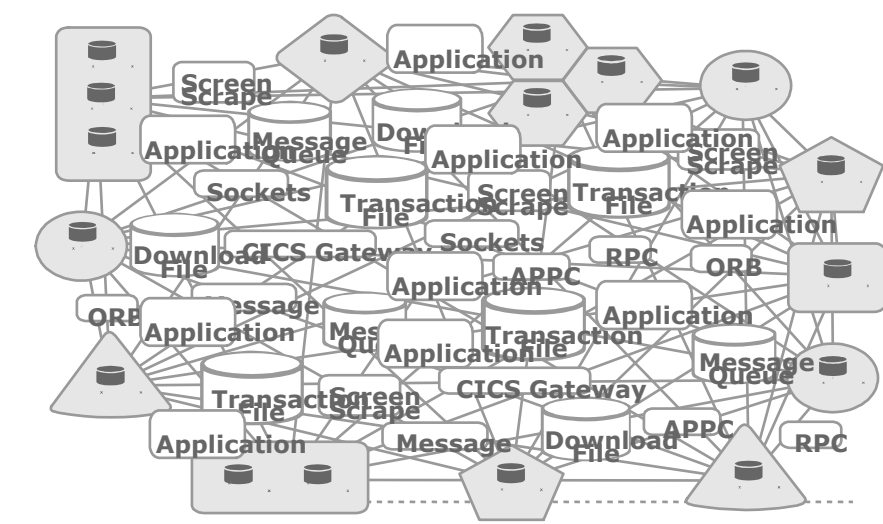 Application
Screen
Scrape
Application
Message
Queue
Application
Application
Screen
Scrape
Sockets
Transaction
File
Screen
Scrape
Transaction
File
Application
Download
File
CICS Gateway
Sockets
RPC
ORB
APPC
Application
Message
ORB
Application
Application
Transaction
File
Application
Message
Queue
CICS Gateway
Transaction
File
Screen
Scrape
Application
Message
Download
File
APPC
RPC